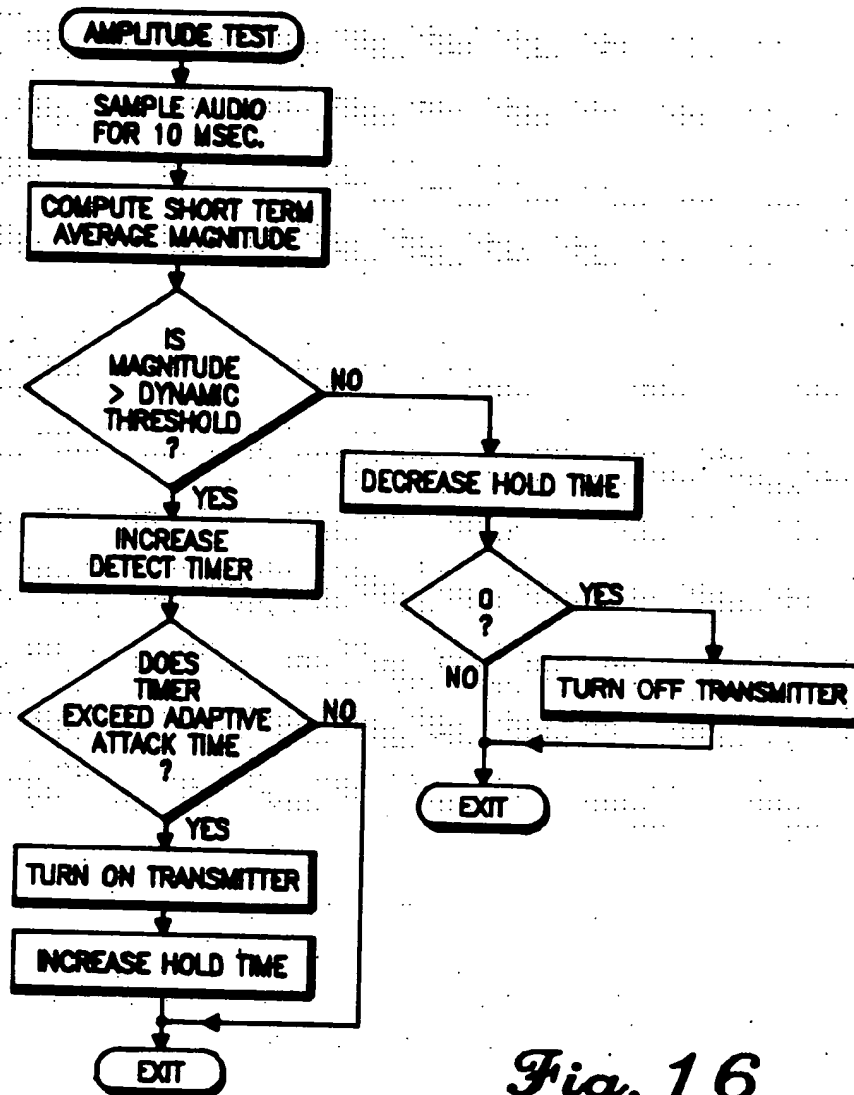 AMPLITUDE TEST
SAMPLE AUDIO
FOR 10 MSEC.
COMPUTE SHORT TERM
AVERAGE MAGNITUDE
IS
MAGNITUDE
> DYNAMIC
THRESHOLD
?
NO
YES
DECREASE HOLD TIME
INCREASE
DETECT TIMER
0
?
YES
NO
TURN OFF TRANSMITTER
EXIT
DOES
TIMER
EXCEED ADAPTIVE
ATTACK TIME
?
NO
YES
TURN ON TRANSMITTER
INCREASE HOLD TIME
EXIT
Fig. 16